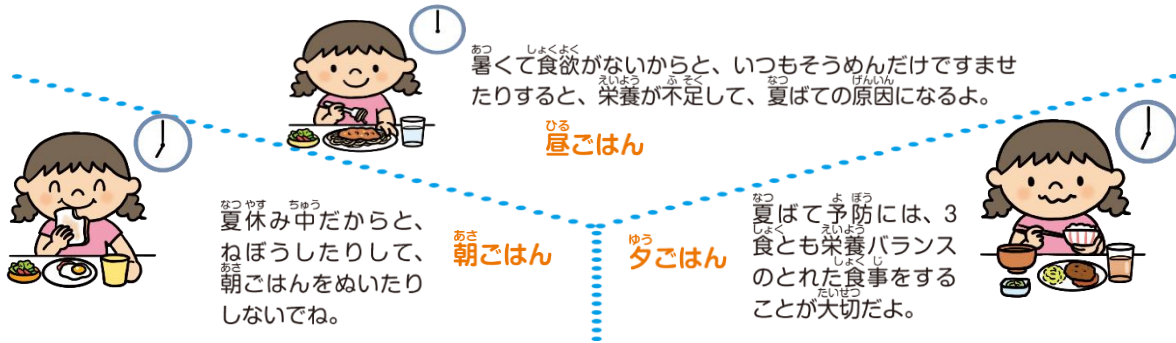 暑くて食欲がないからと、いつもそうめんだけですませ
たりすると、栄養が不足して、夏ばての原因になるよ。
昼ごはん
夏休み中だからと、
ねぼうしたりして、
朝ごはんをぬいたり
しないでね。
朝ごはん
夕ごはん
夏ばて予防には、3
食とも栄養バランス
のとれた食事をする
ことが大切だよ。